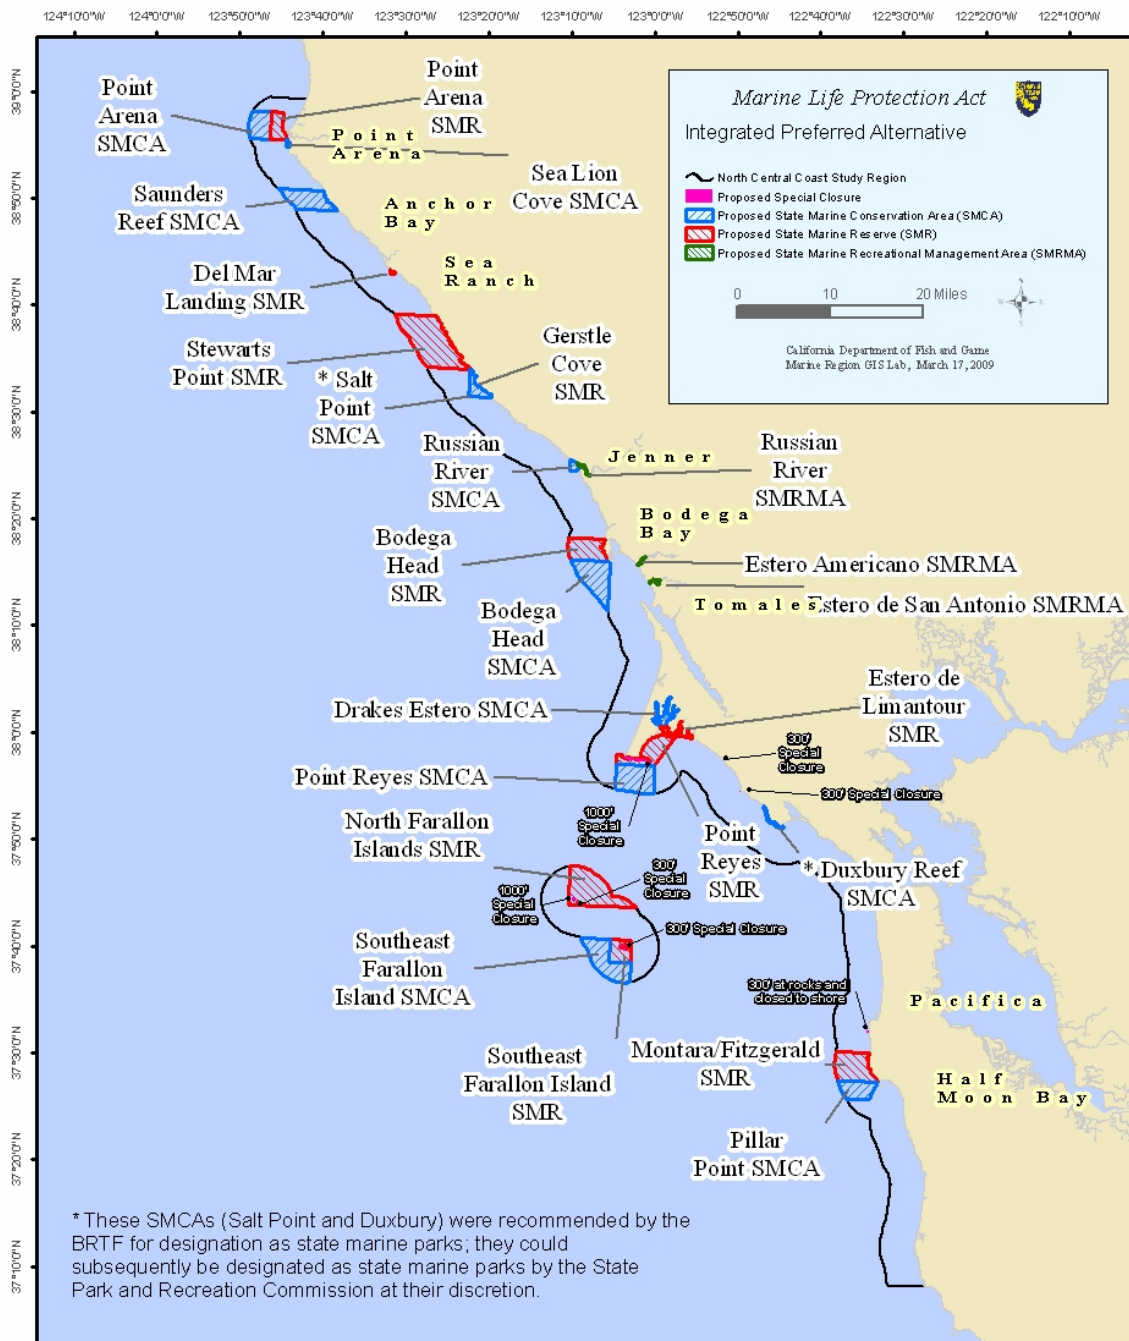 124°10'0"W 124°0'0"W 123°50'0"W 123°40'0"W 123°30'0"W 123°20'0"W 123°10'0"W 123°0'0"W 122°50'0"W 122°40'0"W 122°30'0"W 122°20'0"W 122°10'0"W
39°0'0"N
38°50'0"N
38°40'0"N
38°30'0"N
38°20'0"N
38°10'0"N
38°0'0"N
37°50'0"N
37°40'0"N
37°30'0"N
37°20'0"N
37°10'0"N
Marine Life Protection Act
Integrated Preferred Alternative
North Central Coast Study Region
Proposed Special Closure
Proposed State Marine Conservation Area (SMCA)
Proposed State Marine Reserve (SMR)
Proposed State Marine Recreational Management Area (SMRMA)
0 10 20 Miles
California Department of Fish and Game
Marine Region GIS Lab, March 17, 2009
Point
Arena
SMCA
Point
Arena
SMR
Point
Arena
Sea Lion
Cove SMCA
Saunders
Reef SMCA
Anchor
Bay
Del Mar
Landing SMR
Sea
Ranch
Stewarts
Point SMR
Gerstle
Cove
SMR
* Salt
Point
SMCA
Russian
River
SMCA
Jenner
Russian
River
SMRMA
Bodega
Bay
Bodega
Head
SMR
Estero Americano SMRMA
Tomales
Estero de San Antonio SMRMA
Bodega
Head
SMCA
Drakes Estero SMCA
Estero de
Limantour
SMR
300'
Special
Closure
Point Reyes SMCA
300' Special Closure
1000'
Special
Closure
North Farallon
Islands SMR
Point
Reyes
SMR
* Duxbury Reef
SMCA
300'
Special
Closure
1000'
Special
Closure
300' Special Closure
Southeast
Farallon
Island SMCA
300' at rocks and
closed to shore
Pacifica
Southeast
Farallon Island
SMR
Montara/Fitzgerald
SMR
Half
Moon Bay
Pillar
Point SMCA
* These SMCAs (Salt Point and Duxbury) were recommended by the
BRTF for designation as state marine parks; they could
subsequently be designated as state marine parks by the State
Park and Recreation Commission at their discretion.